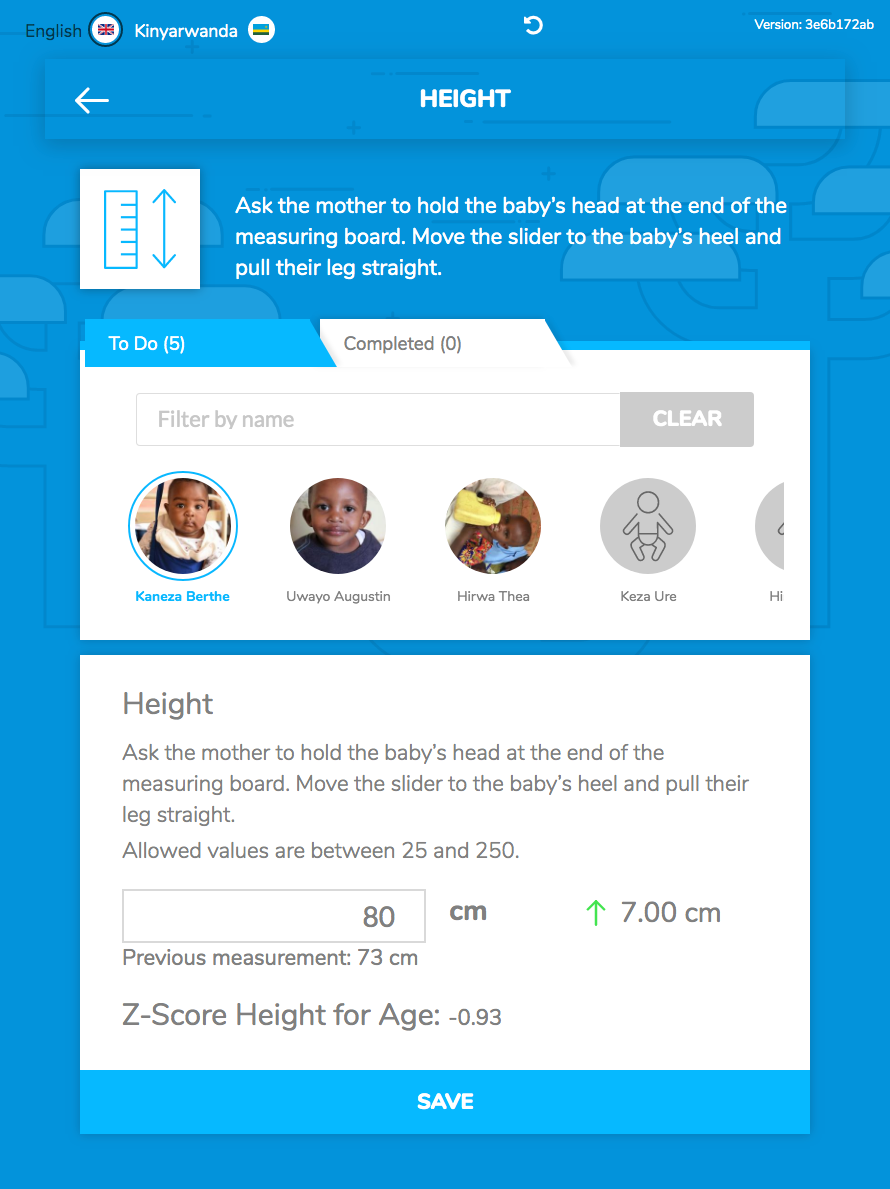 English Kinyarwanda Version: 3e6b172ab
HEIGHT
Ask the mother to hold the baby's head at the end of the
measuring board. Move the slider to the baby's heel and
pull their leg straight.
To Do (5) Completed (0)
Filter by name CLEAR
Kaneza Berthe Uwayo Augustin Hirwa Thea Keza Ure Hi
Height
Ask the mother to hold the baby's head at the end of the
measuring board. Move the slider to the baby's heel and pull their
leg straight.
Allowed values are between 25 and 250.
80 cm 7.00 cm
Previous measurement: 73 cm
Z-Score Height for Age: -0.93
SAVE